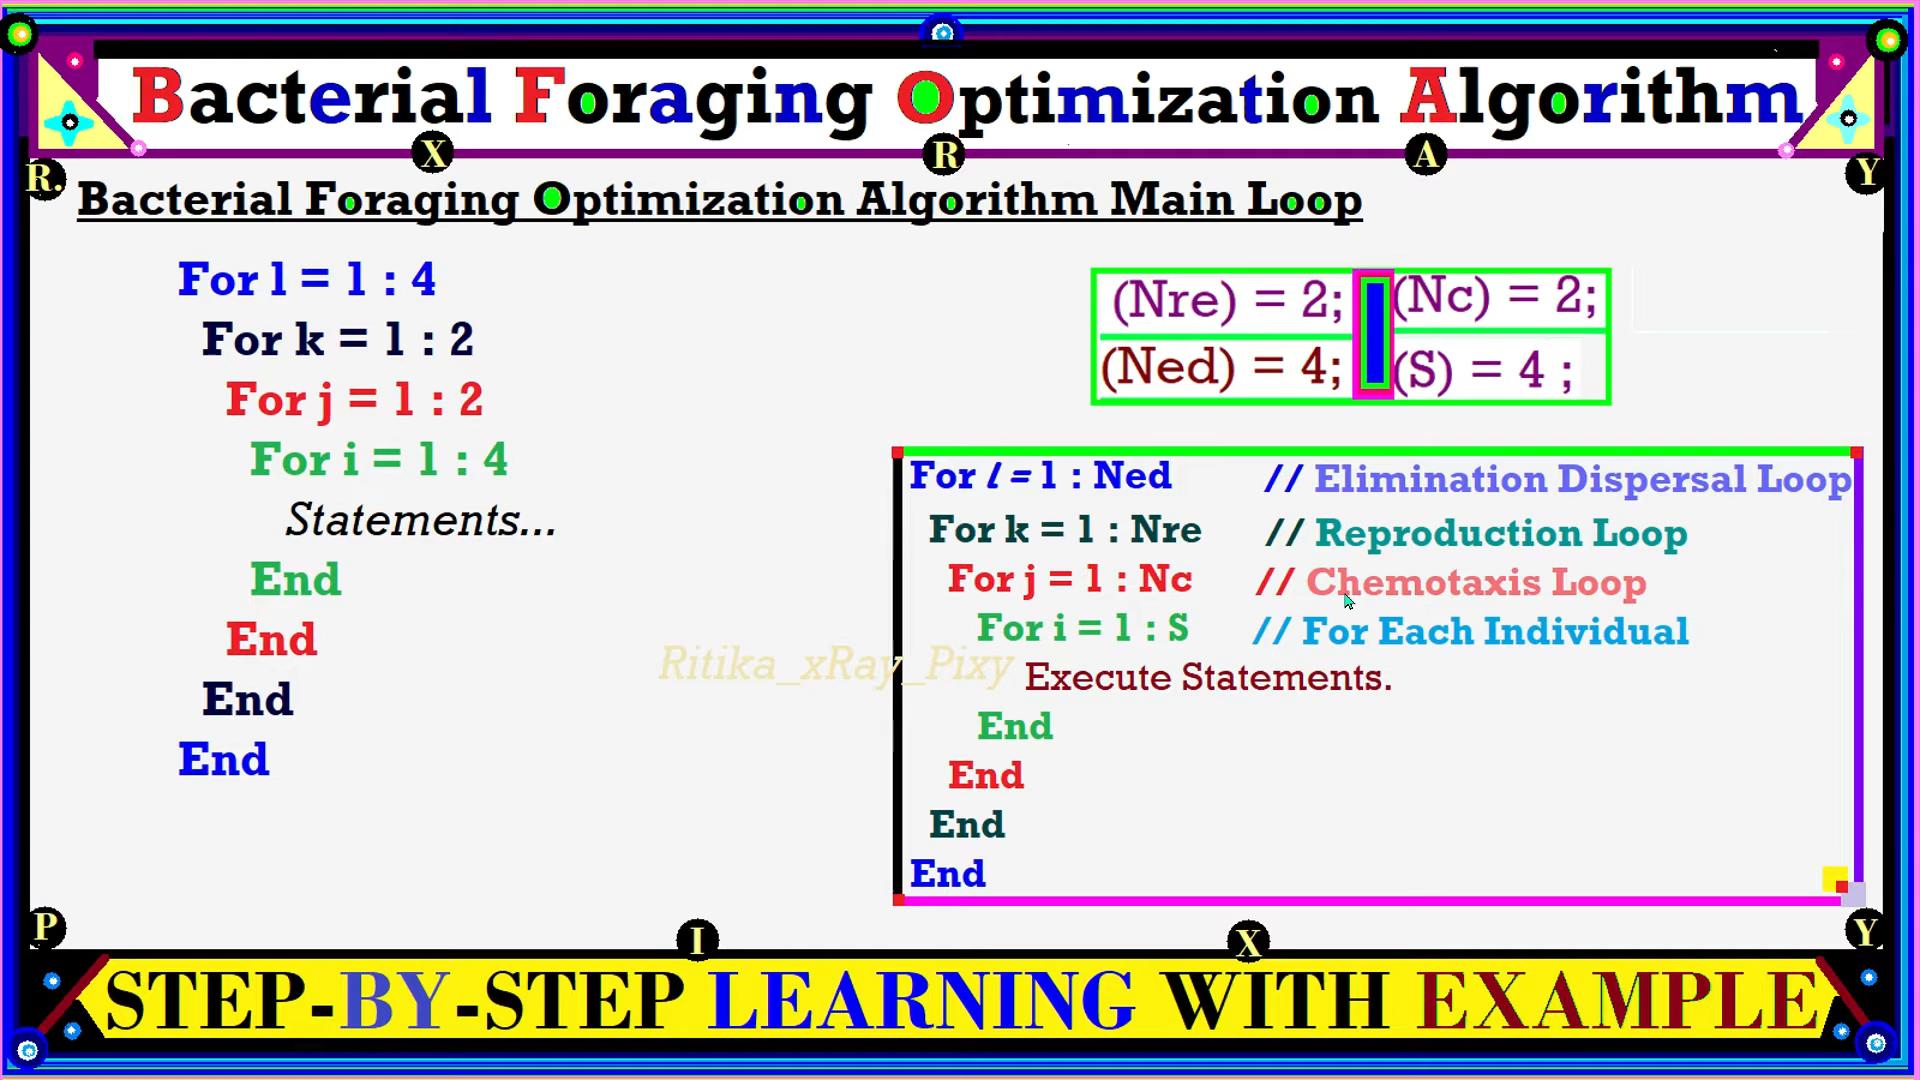 Bacterial Foraging Optimization Algorithm
R. X R A Y
Bacterial Foraging Optimization Algorithm Main Loop
For l = 1 : 4
For k = 1 : 2
For j = 1 : 2
For i = 1 : 4
Statements...
End
End
End
End
(Nre) = 2; (Nc) = 2;
(Ned) = 4; (S) = 4 ;
For l = 1 : Ned // Elimination Dispersal Loop
For k = 1 : Nre // Reproduction Loop
For j = 1 : Nc // Chemotaxis Loop
For i = 1 : S // For Each Individual
Execute Statements.
End
End
End
End
Ritika_xRay_Pixy
P I X Y
STEP-BY-STEP LEARNING WITH EXAMPLE